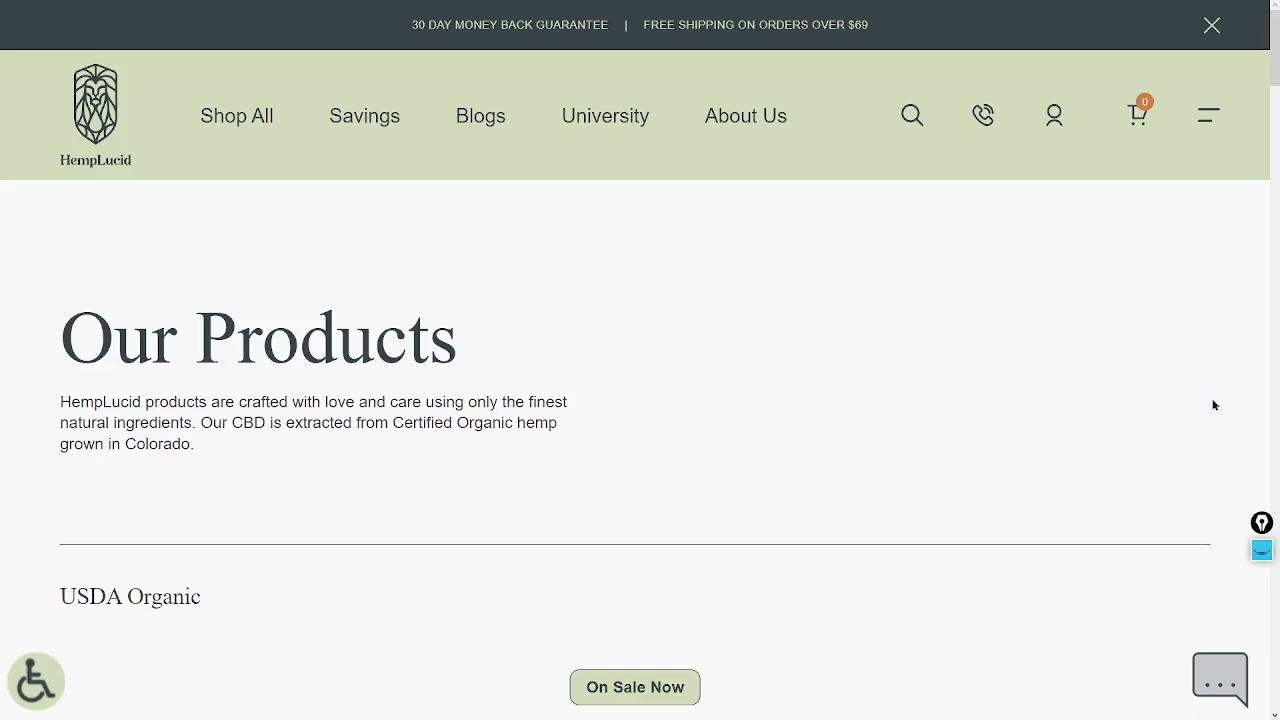 30 DAY MONEY BACK GUARANTEE | FREE SHIPPING ON ORDERS OVER $69
HempLucid
Shop All
Savings
Blogs
University
About Us
0
Our Products
HempLucid products are crafted with love and care using only the finest
natural ingredients. Our CBD is extracted from Certified Organic hemp
grown in Colorado.
USDA Organic
On Sale Now